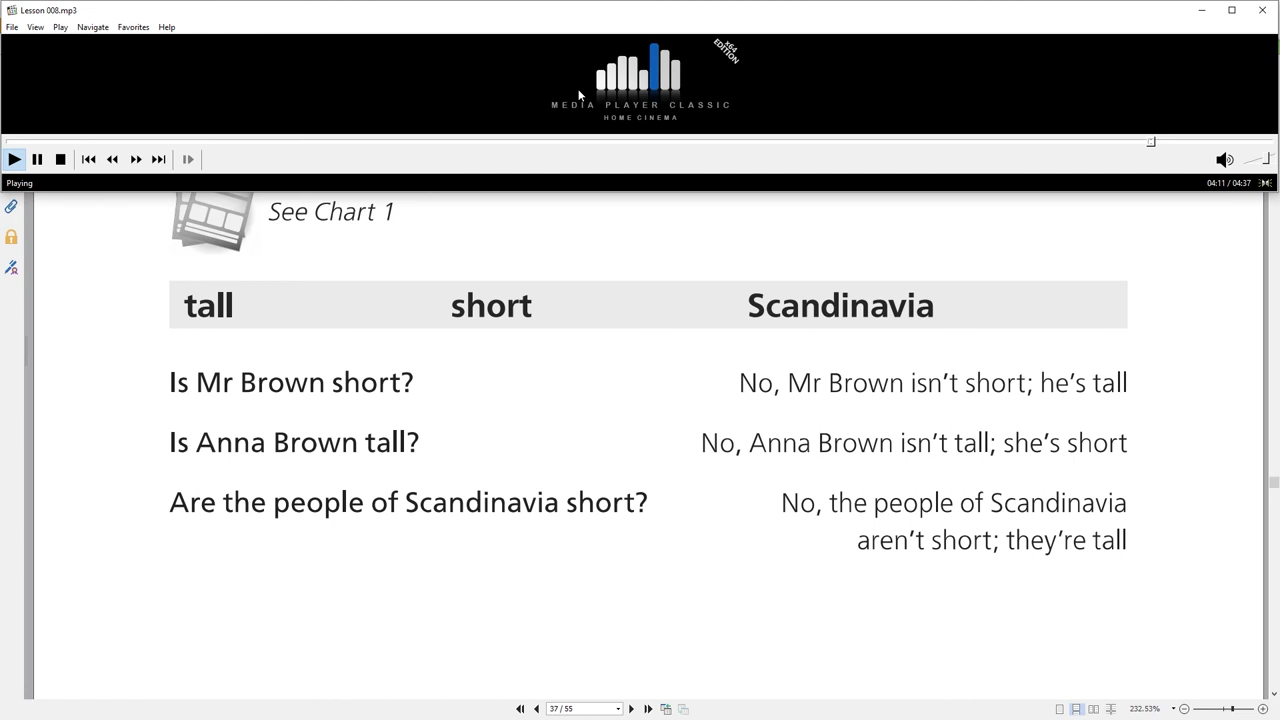 Lesson 008.mp3
File View Play Navigate Favorites Help
x64
EDITION
MEDIA PLAYER CLASSIC
HOME CINEMA
Playing
04:11 / 04:37
See Chart 1
tall short Scandinavia
Is Mr Brown short? No, Mr Brown isn’t short; he’s tall
Is Anna Brown tall? No, Anna Brown isn’t tall; she’s short
Are the people of Scandinavia short? No, the people of Scandinavia
aren’t short; they’re tall
37 / 55
232.53%